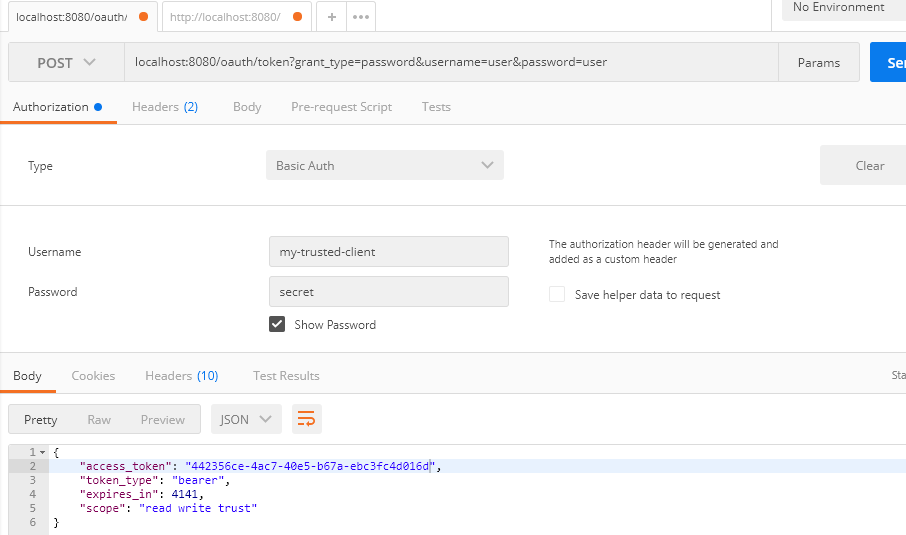 localhost:8080/oauth/
http://localhost:8080/
+
•••
No Environment
POST
localhost:8080/oauth/token?grant_type=password&username=user&password=user
Params
Se
Authorization
Headers (2)
Body
Pre-request Script
Tests
Type
Basic Auth
Clear
Username
my-trusted-client
The authorization header will be generated and
added as a custom header
Password
secret
Save helper data to request
Show Password
Body
Cookies
Headers (10)
Test Results
Sta
Pretty
Raw
Preview
JSON
1 {
2 "access_token": "442356ce-4ac7-40e5-b67a-ebc3fc4d016d",
3 "token_type": "bearer",
4 "expires_in": 4141,
5 "scope": "read write trust"
6 }